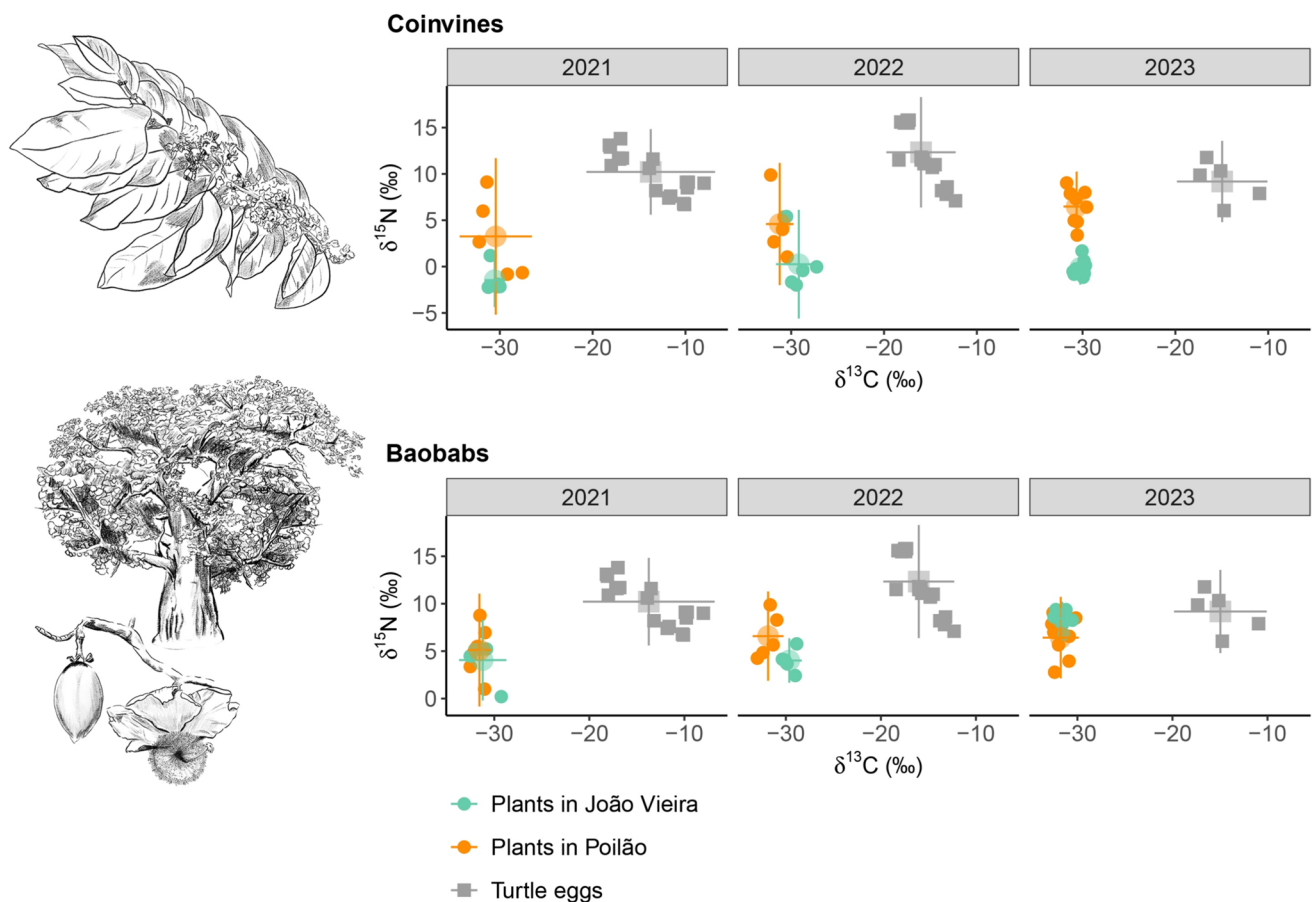 Coinvines
2021 2022 2023
15
10
5
0
−5
δ15N (‰)
−30 −20 −10 −30 −20 −10 −30 −20 −10
δ13C (‰)
Baobabs
2021 2022 2023
15
10
5
0
δ15N (‰)
−30 −20 −10 −30 −20 −10 −30 −20 −10
δ13C (‰)
Plants in João Vieira
Plants in Poilão
Turtle eggs